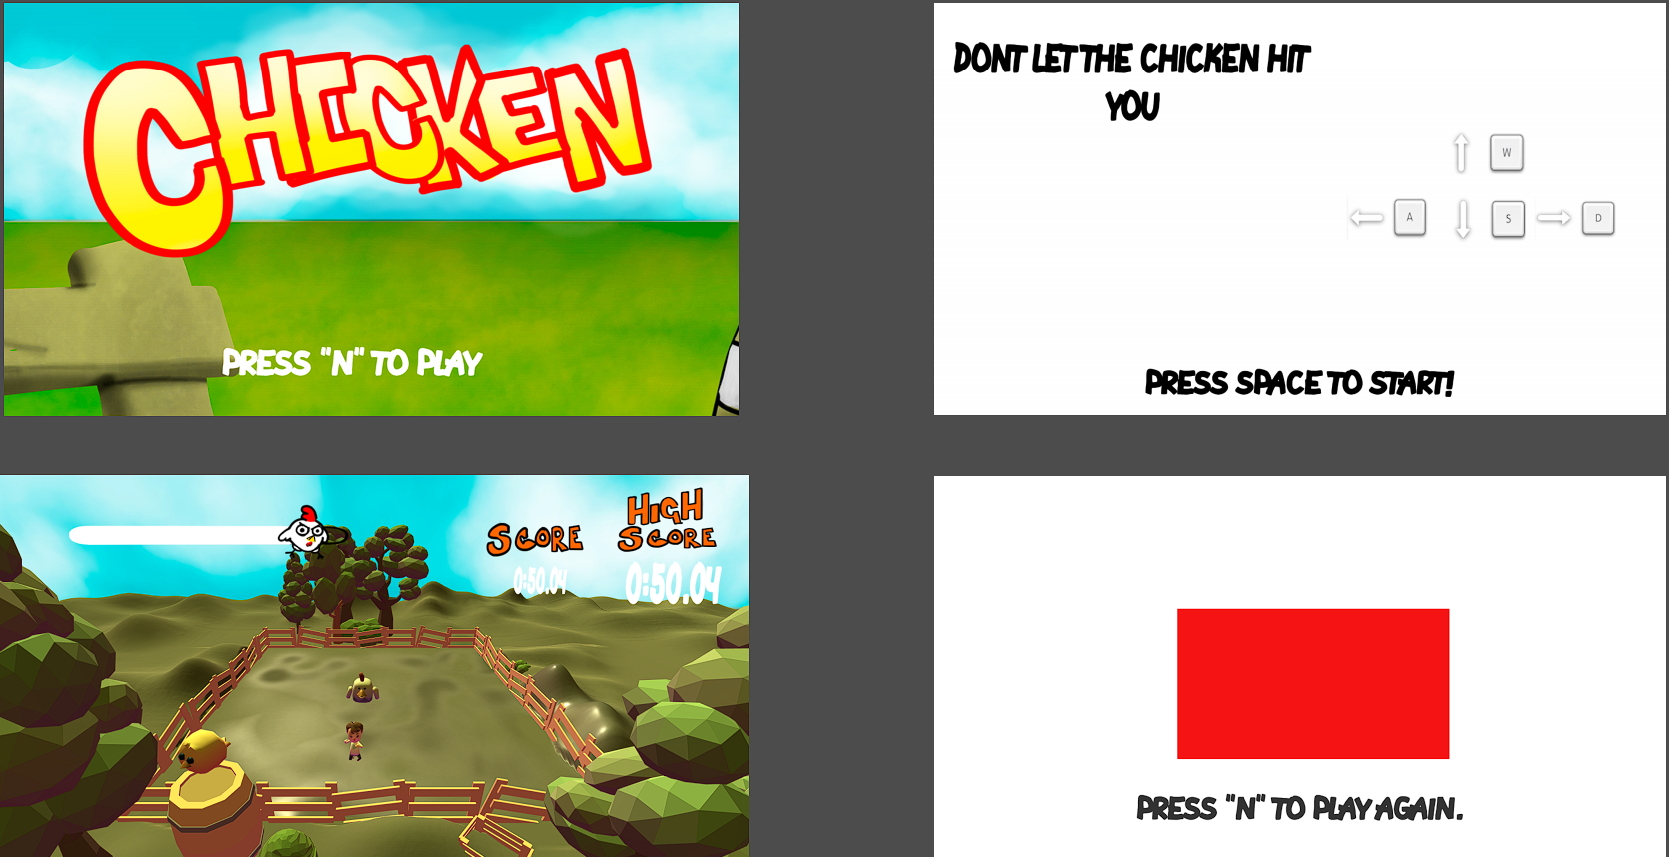 CHICKEN
PRESS "N" TO PLAY
DONT LET THE CHICKEN HIT
YOU
W
A
S
D
PRESS SPACE TO START!
SCORE
0:50.04
HIGH
SCORE
0:50.04
PRESS "N" TO PLAY AGAIN.